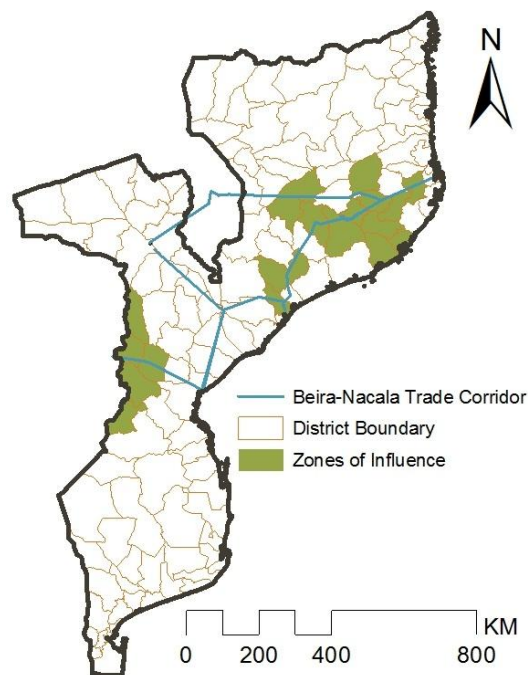 N
Beira-Nacala Trade Corridor
District Boundary
Zones of Influence
KM
0 200 400 800